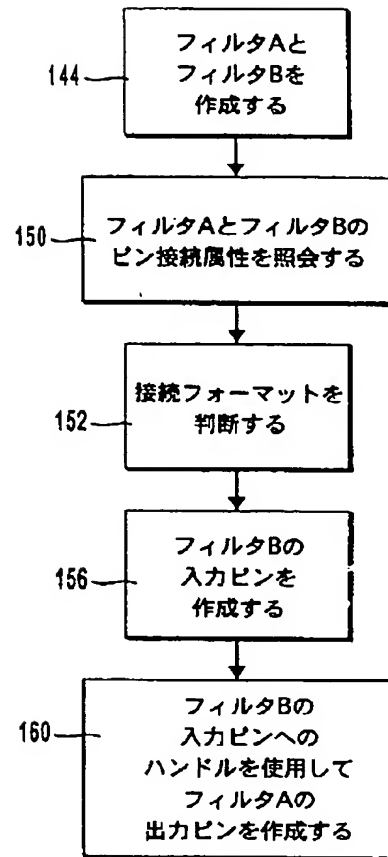 144
フィルタAと
フィルタBを
作成する
150
フィルタAとフィルタBの
ピン接続属性を照会する
152
接続フォーマットを
判断する
156
フィルタBの
入力ピンを
作成する
160
フィルタBの
入力ピンへの
ハンドルを使用して
フィルタAの
出力ピンを作成する